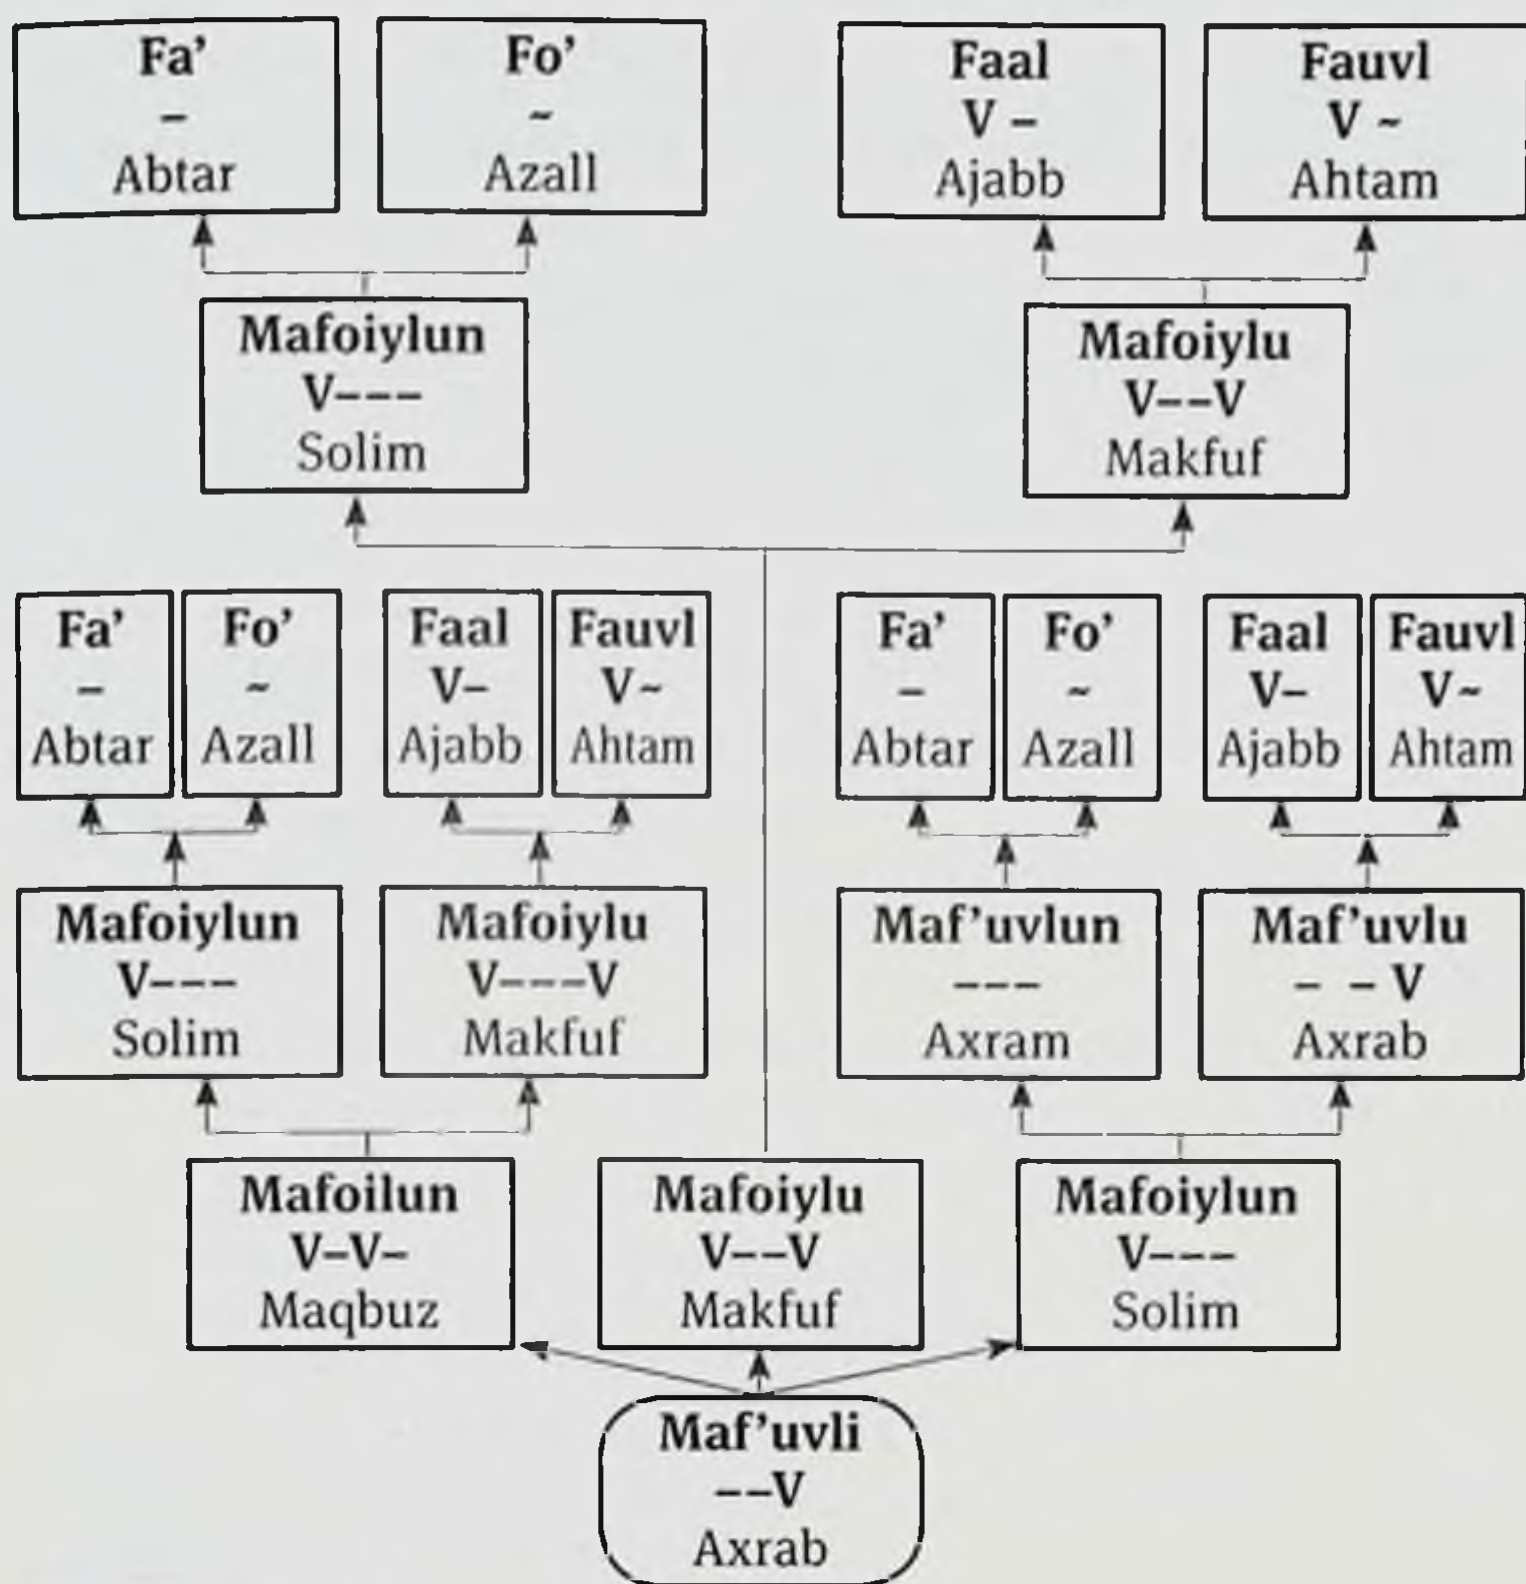 Fa’
–
Abtar
Fo’
~
Azall
Faal
V –
Ajabb
Fauvl
V ~
Ahtam
Mafoiylun
V–––
Solim
Mafoiylu
V––V
Makfuf
Fa’
–
Abtar
Fo’
~
Azall
Faal
V–
Ajabb
Fauvl
V~
Ahtam
Fa’
–
Abtar
Fo’
~
Azall
Faal
V–
Ajabb
Fauvl
V~
Ahtam
Mafoiylun
V–––
Solim
Mafoiylu
V–––V
Makfuf
Maf’uvlun
–––
Axram
Maf’uvlu
– – V
Axrab
Mafoilun
V–V–
Maqbuz
Mafoiylu
V––V
Makfuf
Mafoiylun
V–––
Solim
Maf’uvli
––V
Axrab